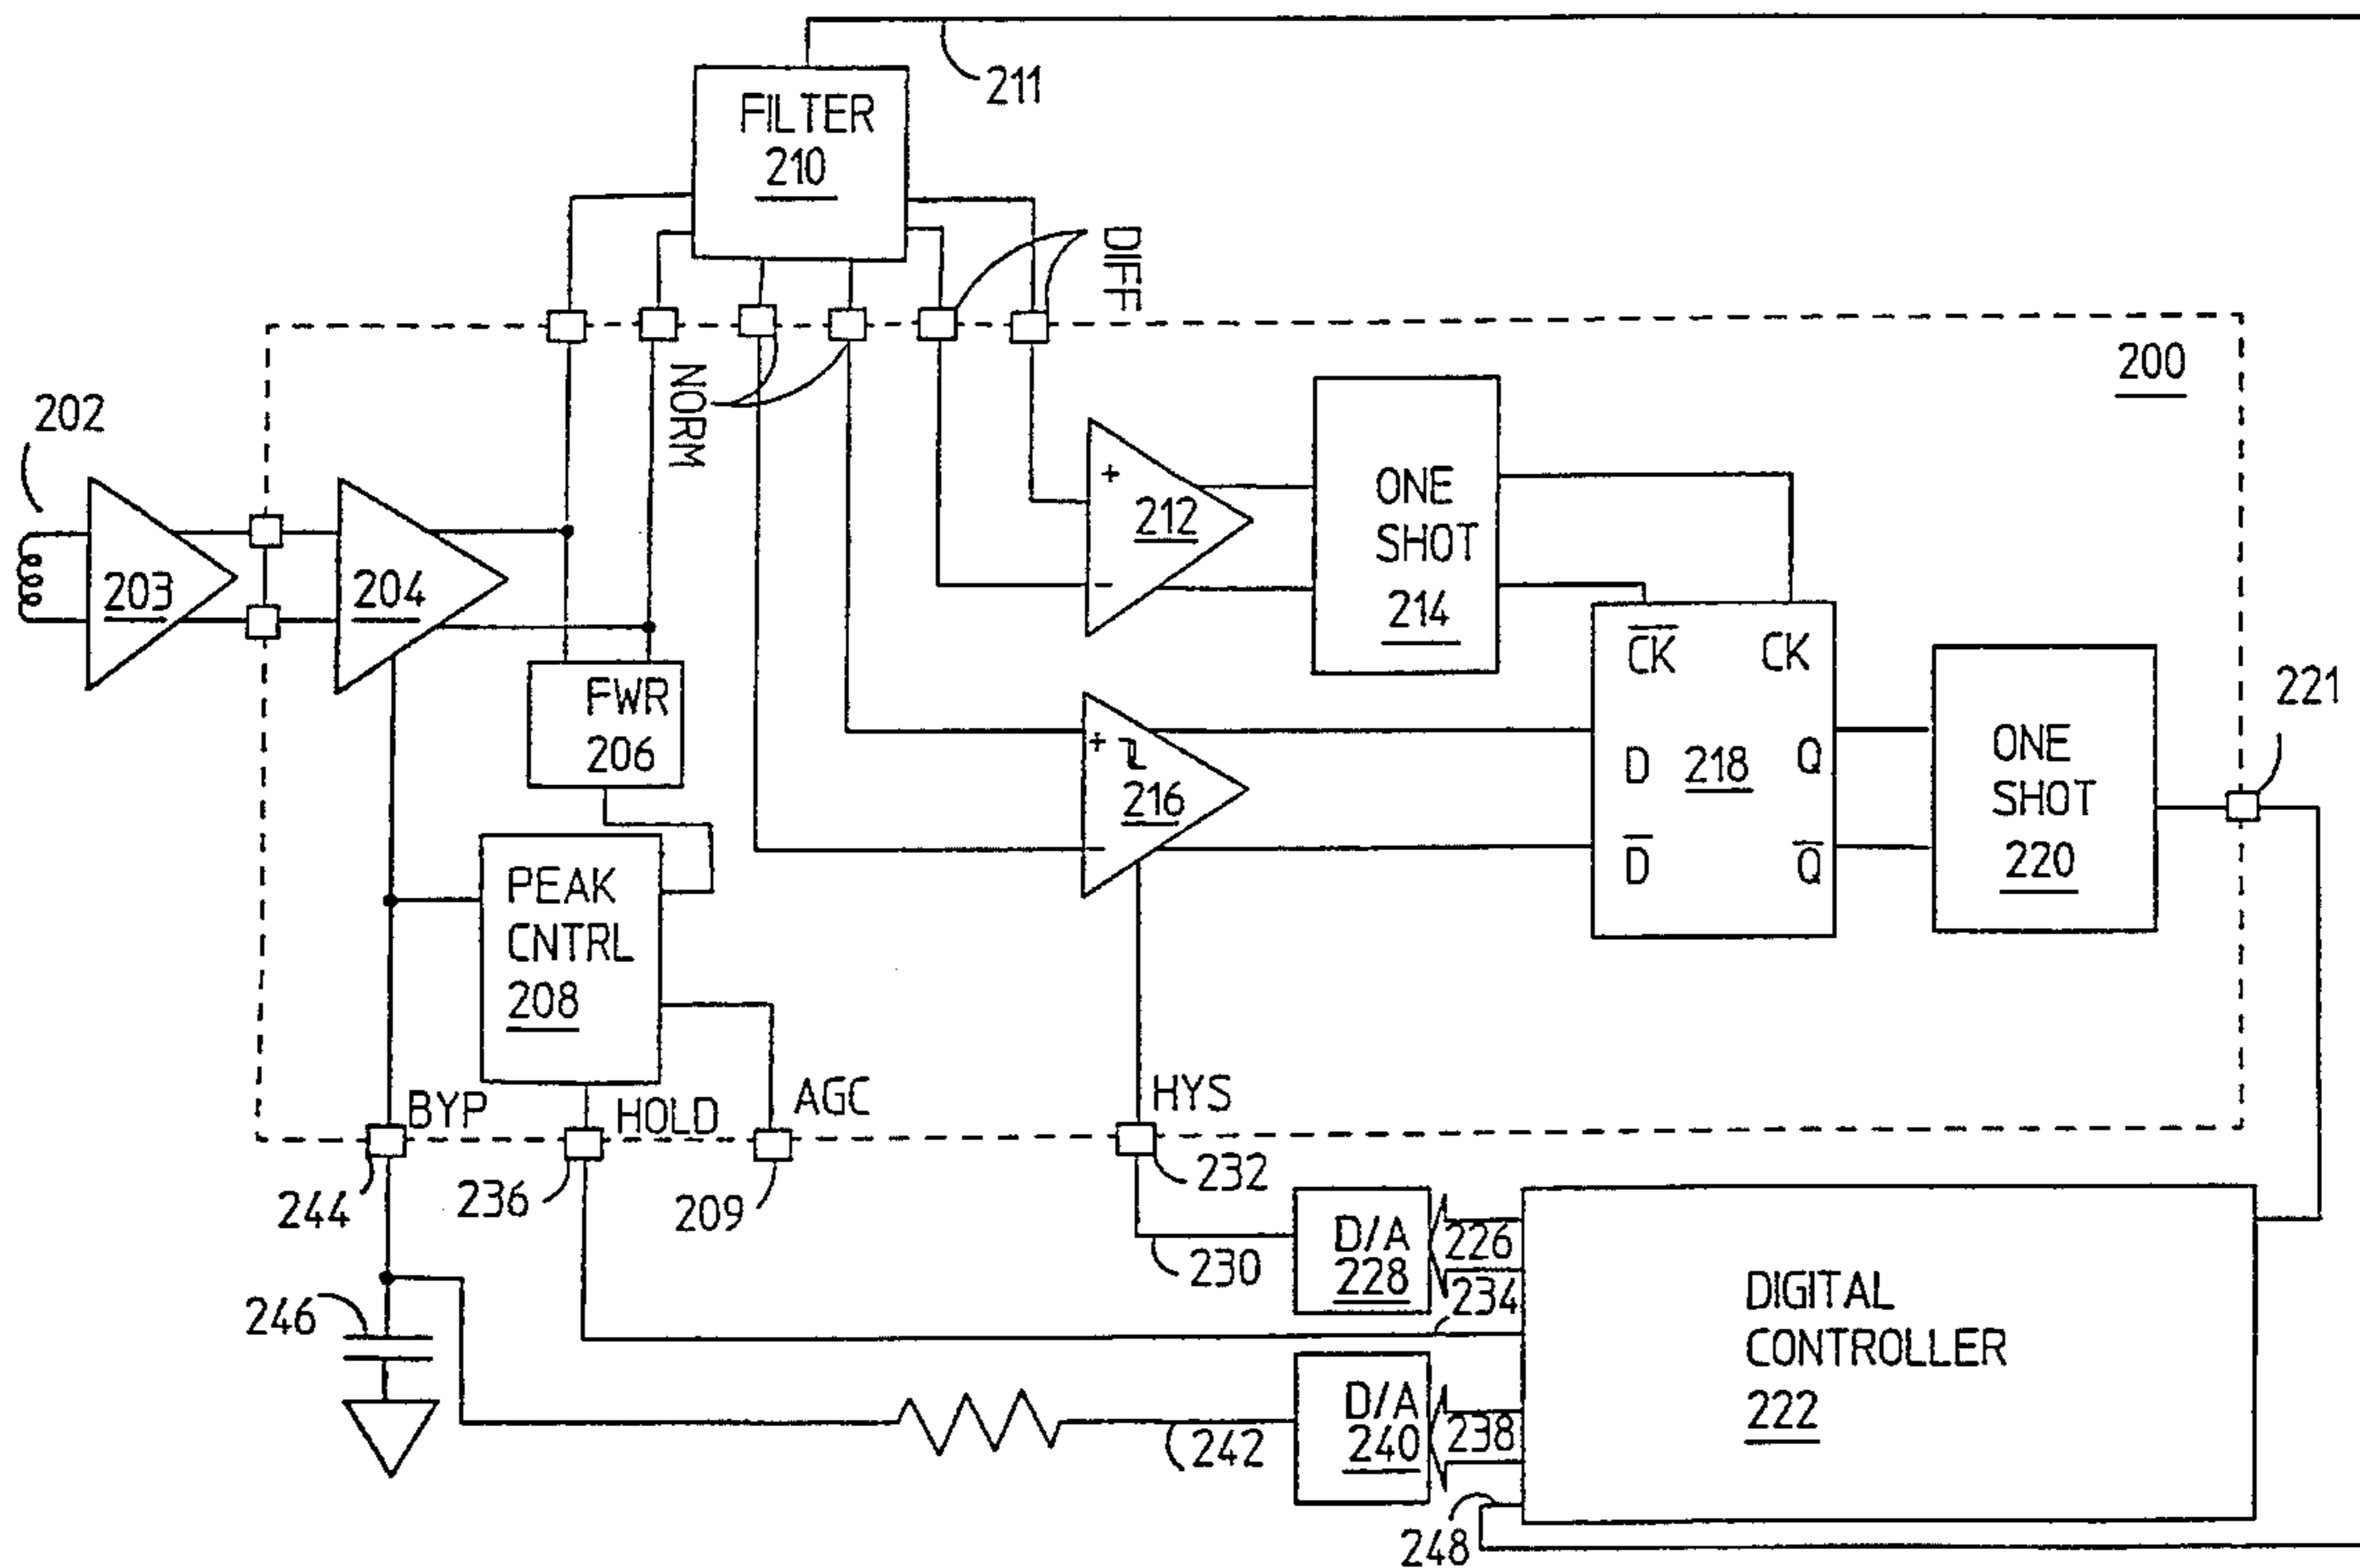 211
FILTER
210
DIFF
NORM
200
202
203
204
+
212
−
ONE
SHOT
214
C̅K̅
CK
FWR
206
+
216
−
D
218
Q
D̅
Q̅
ONE
SHOT
220
221
PEAK
CNTRL
208
BYP
HOLD
AGC
HYS
244
236
209
232
230
D/A
228
226
234
246
D/A
240
238
242
248
DIGITAL
CONTROLLER
222